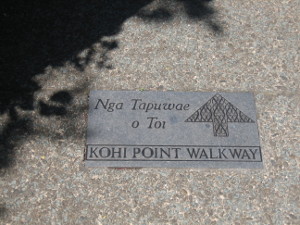 Nga Tapuwae
o Toi
KOHI POINT WALKWAY